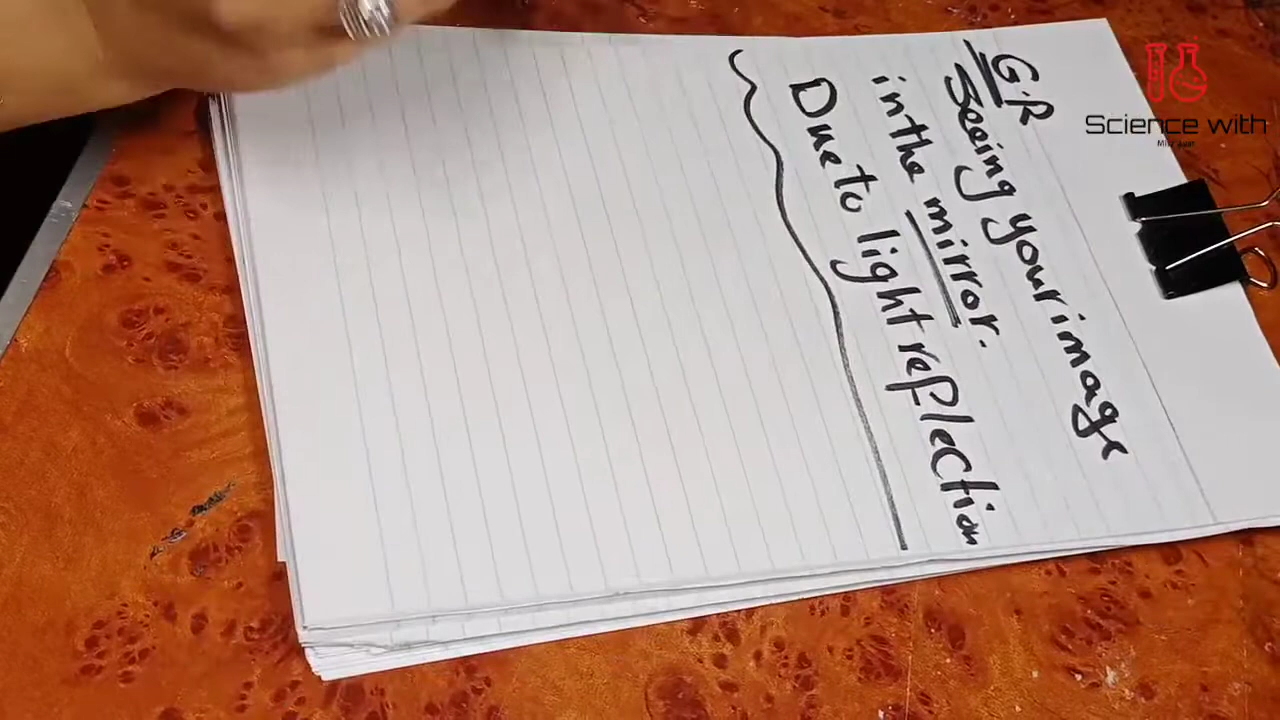 G.R
Seeing your image
in the mirror.
Due to light reflection
Science with